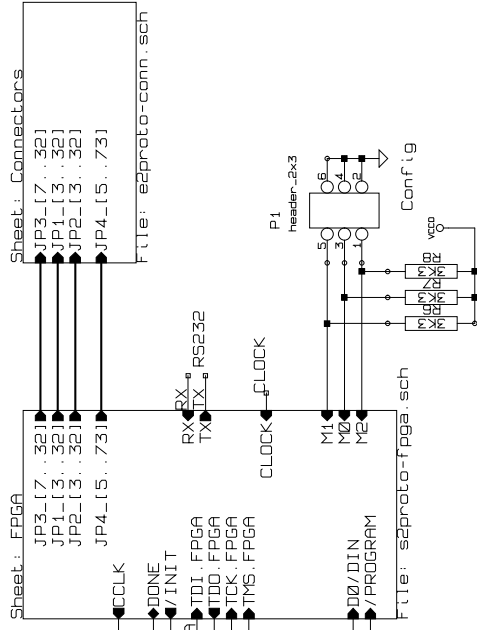 Sheet: Connectors
JP3_[7..32]
JP1_[3..32]
JP2_[3..32]
JP4_[5..73]
File: e2proto-conn.sch
P1
header_2x3
6
4
2
5
3
1
Config
VCCO
R8
3K3
R7
3K3
R6
3K3
RX
TX
RS232
CLOCK
Sheet: FPGA
JP3_[7..32]
JP1_[3..32]
JP2_[3..32]
JP4_[5..73]
RX
TX
CLOCK
M1
M0
M2
CCLK
DONE
/INIT
TDI.FPGA
TDO.FPGA
TCK.FPGA
TMS.FPGA
D0/DIN
/PROGRAM
File: s2proto-fpga.sch